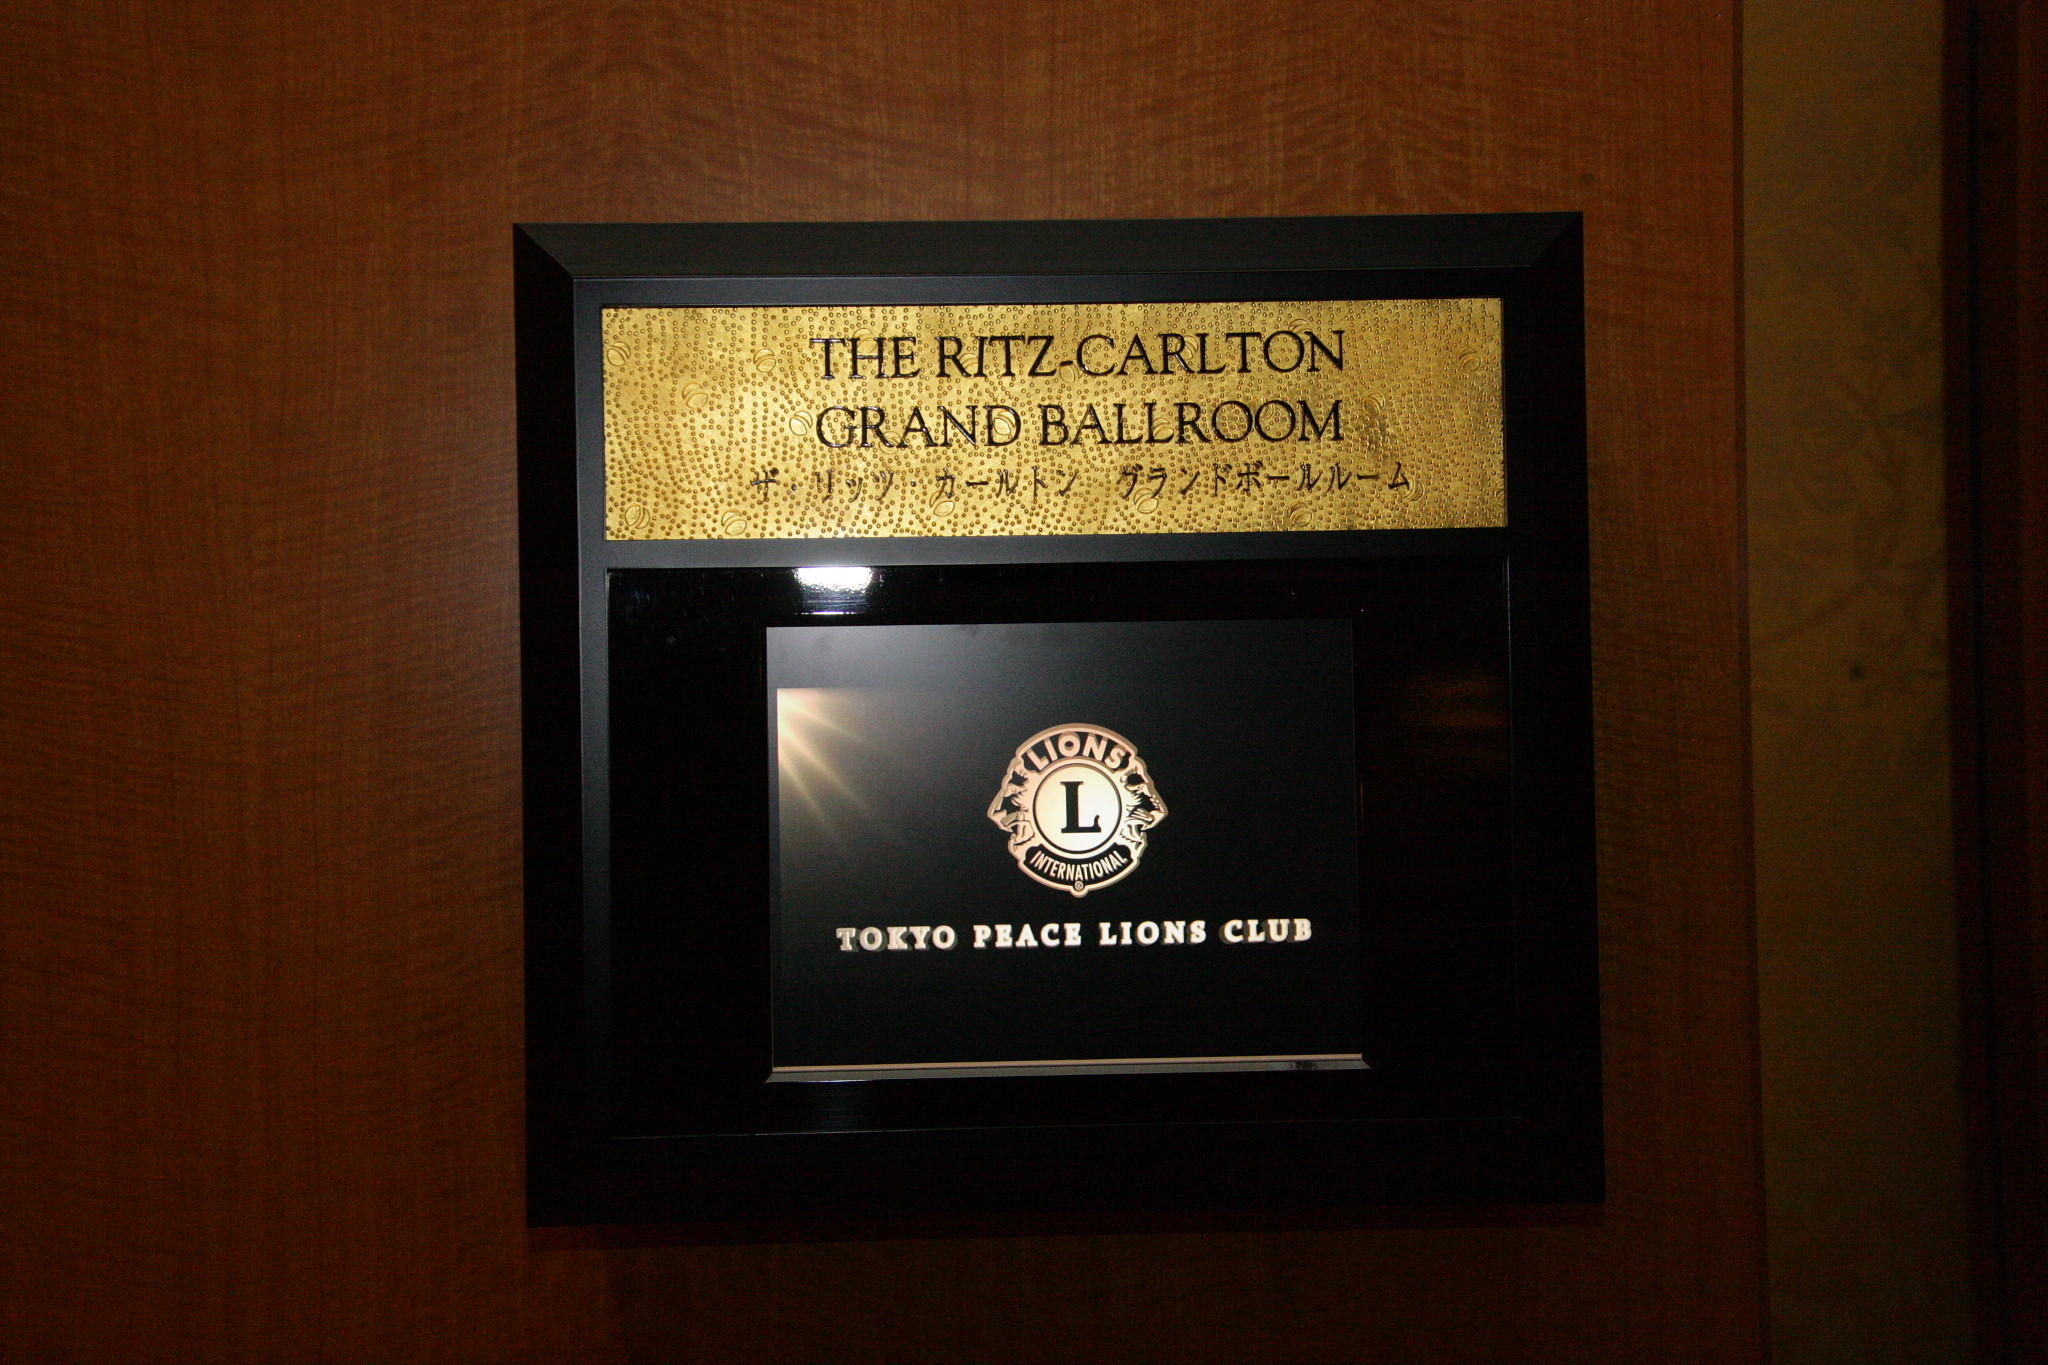 THE RITZ-CARLTON
GRAND BALLROOM
ザ・リッツ・カールトン グランドボールルーム
LIONS
L
INTERNATIONAL
®
TOKYO PEACE LIONS CLUB